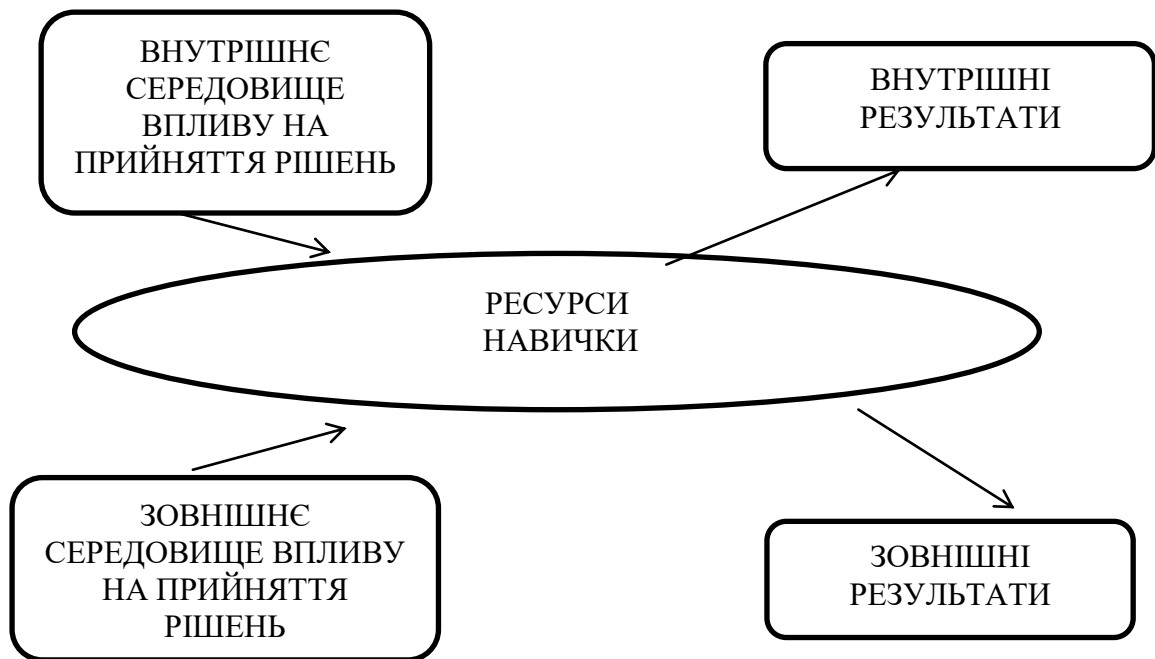 ВНУТРІШНЄ
СЕРЕДОВИЩЕ
ВПЛИВУ НА
ПРИЙНЯТТЯ РІШЕНЬ
ВНУТРІШНІ
РЕЗУЛЬТАТИ
РЕСУРСИ
НАВИЧКИ
ЗОВНІШНЄ
СЕРЕДОВИЩЕ ВПЛИВУ
НА ПРИЙНЯТТЯ
РІШЕНЬ
ЗОВНІШНІ
РЕЗУЛЬТАТИ